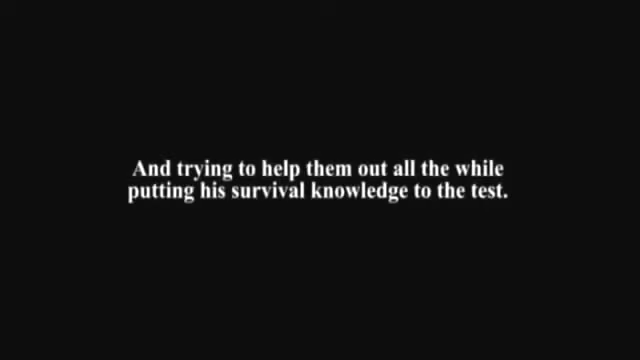 And trying to help them out all the while
putting his survival knowledge to the test.